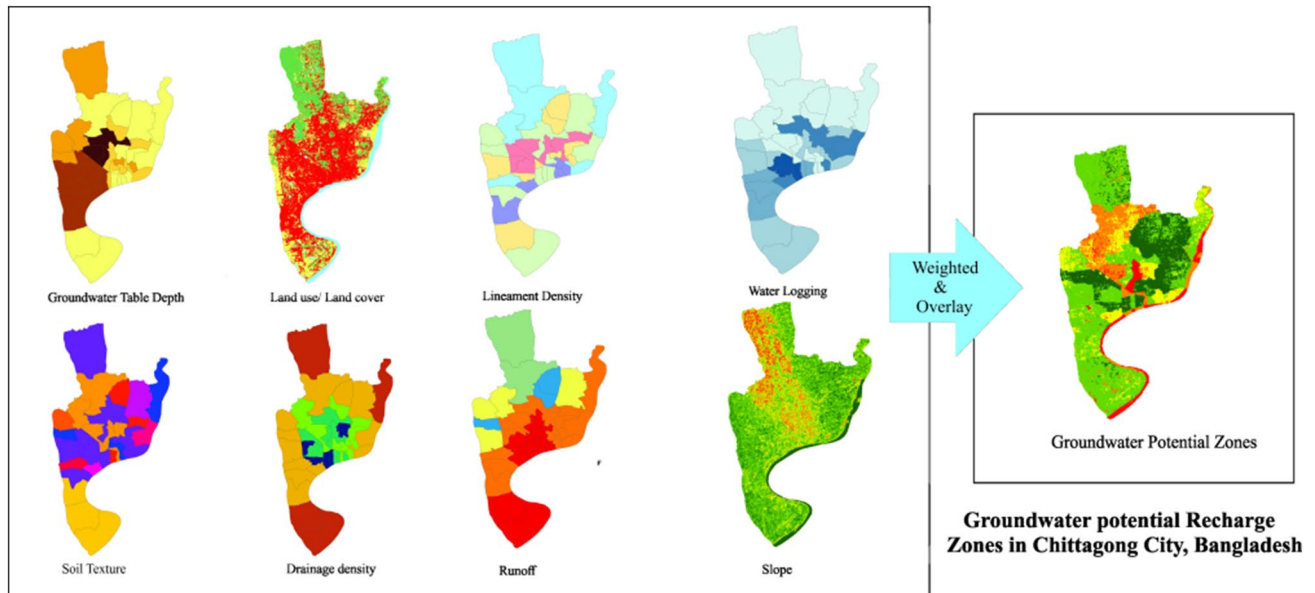 Groundwater Table Depth
Land use/ Land cover
Lineament Density
Water Logging
Soil Texture
Drainage density
Runoff
F
Slope
Weighted
&
Overlay
Groundwater Potential Zones
Groundwater potential Recharge
Zones in Chittagong City, Bangladesh